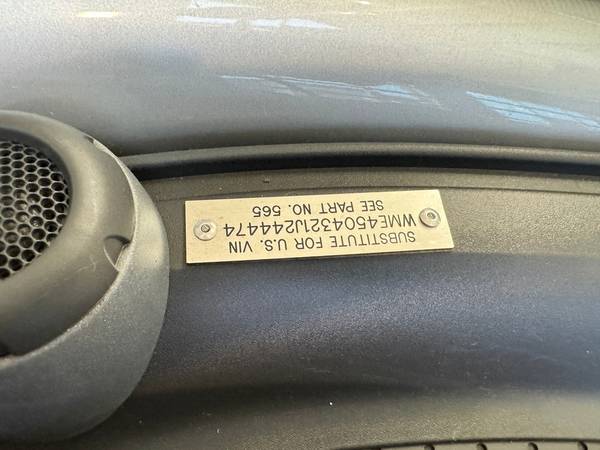 SUBSTITUTE FOR U.S. VIN
WME4504321J244474
SEE PART NO. 565